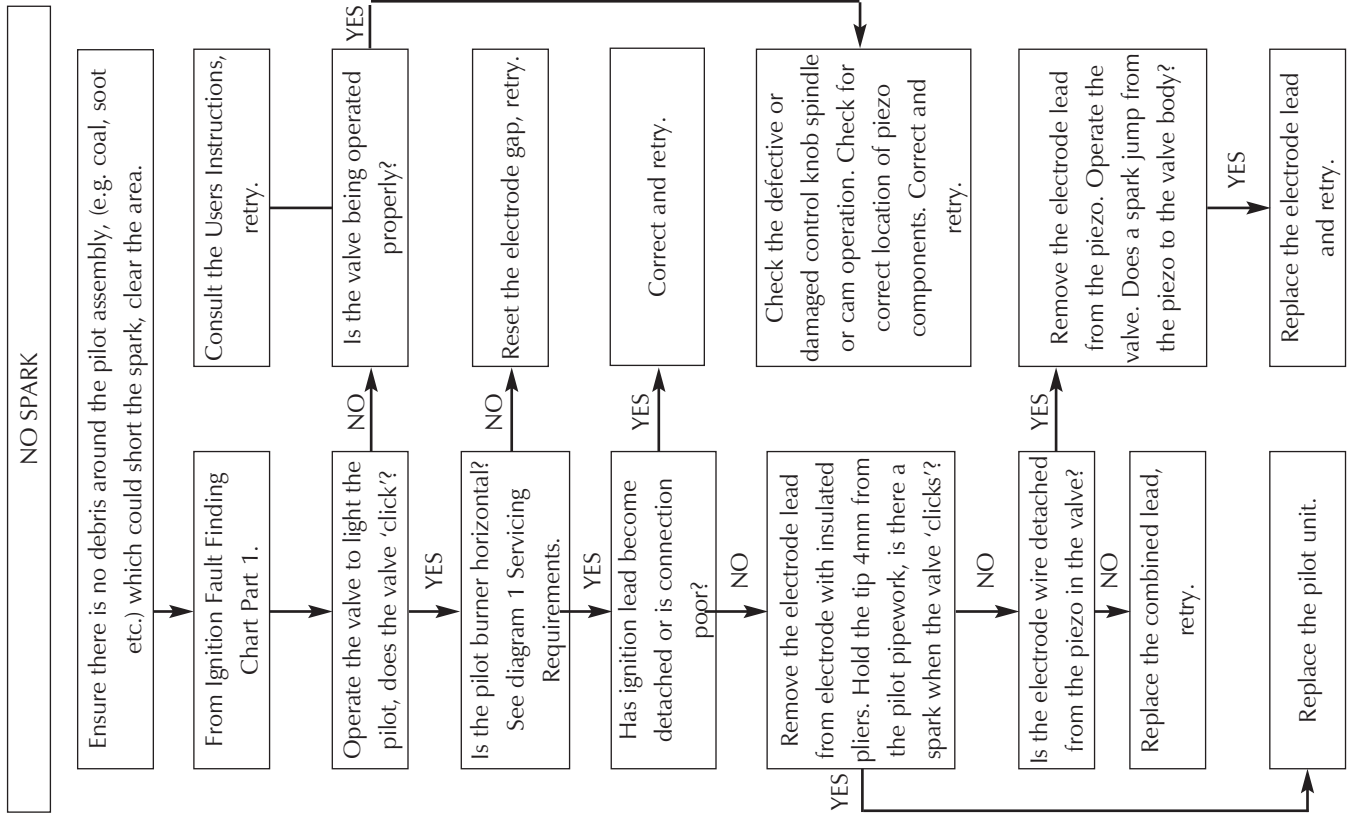 NO SPARK
Ensure there is no debris around the pilot assembly, (e.g. coal, soot
etc.) which could short the spark, clear the area.
From Ignition Fault Finding
Chart Part 1.
Consult the Users Instructions,
retry.
Operate the valve to light the
pilot, does the valve ‘click’?
NO
Is the valve being operated
properly?
YES
YES
Is the pilot burner horizontal?
See diagram 1 Servicing
Requirements.
NO
Reset the electrode gap, retry.
YES
Has ignition lead become
detached or is connection
poor?
YES
Correct and retry.
NO
Remove the electrode lead
from electrode with insulated
pliers. Hold the tip 4mm from
the pilot pipework, is there a
spark when the valve ‘clicks’?
Check the defective or
damaged control knob spindle
or cam operation. Check for
correct location of piezo
components. Correct and
retry.
YES
NO
Is the electrode wire detached
from the piezo in the valve?
YES
Remove the electrode lead
from the piezo. Operate the
valve. Does a spark jump from
the piezo to the valve body?
NO
Replace the combined lead,
retry.
YES
Replace the pilot unit.
Replace the electrode lead
and retry.